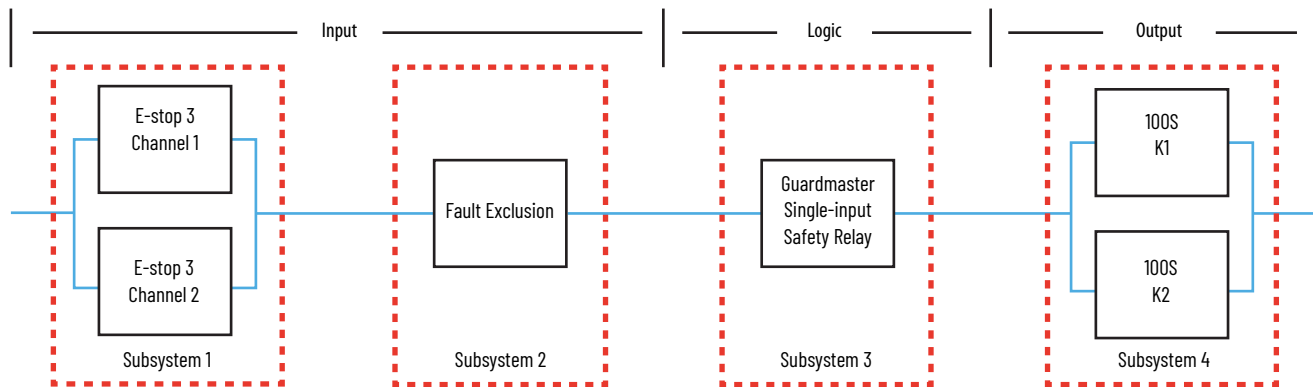 Input
Logic
Output
E-stop 3
Channel 1
E-stop 3
Channel 2
Subsystem 1
Fault Exclusion
Subsystem 2
Guardmaster
Single-input
Safety Relay
Subsystem 3
100S
K1
100S
K2
Subsystem 4